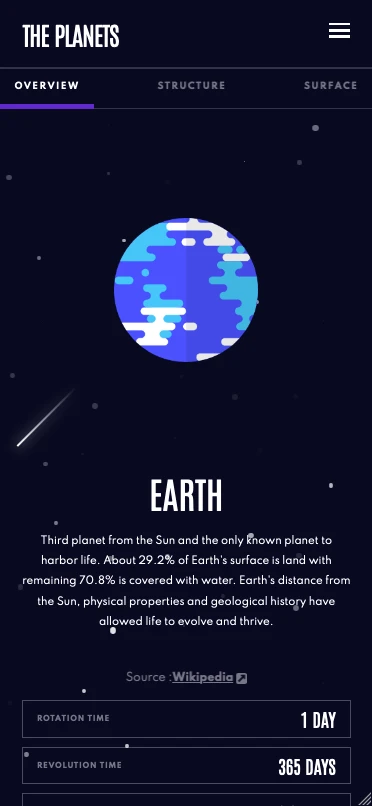 THE PLANETS
OVERVIEW STRUCTURE SURFACE
EARTH
Third planet from the Sun and the only known planet to
harbor life. About 29.2% of Earth's surface is land with
remaining 70.8% is covered with water. Earth's distance from
the Sun, physical properties and geological history have
allowed life to evolve and thrive.
Source :Wikipedia
ROTATION TIME 1 DAY
REVOLUTION TIME 365 DAYS